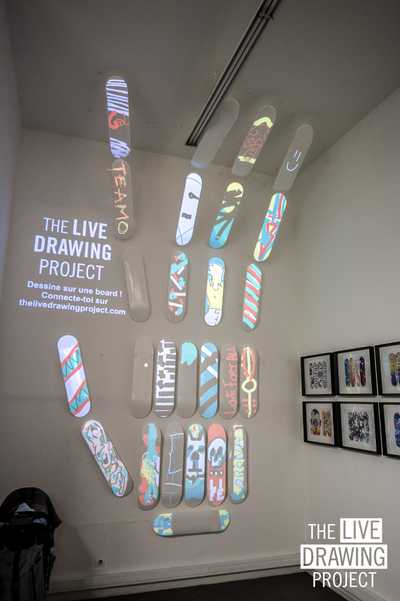 TEAMO
THE LIVE
DRAWING
PROJECT
Dessine sur une board !
Connecte-toi sur
thelivedrawingproject.com
THE LIVE
DRAWING
PROJECT